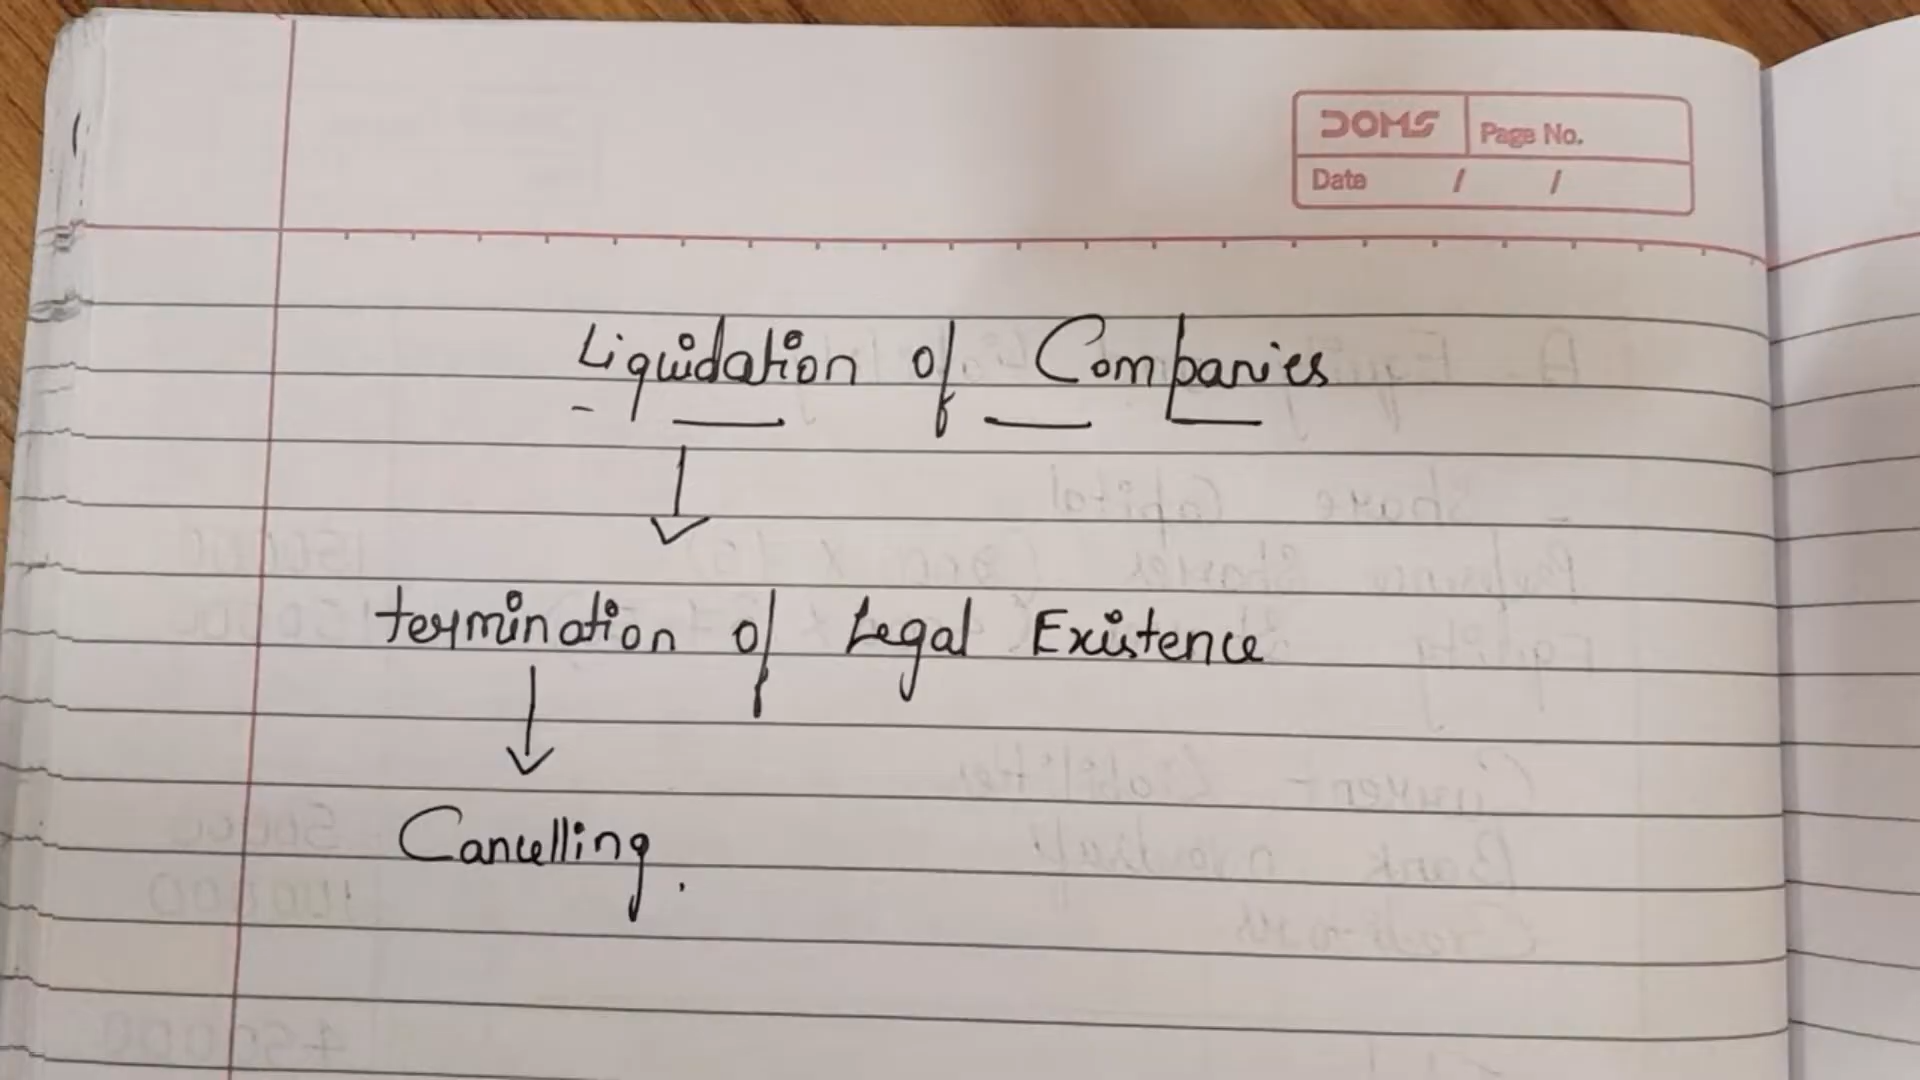 DOMS Page No.
Date / /
Liquidation of Companies
termination of Legal Existence
Cancelling.